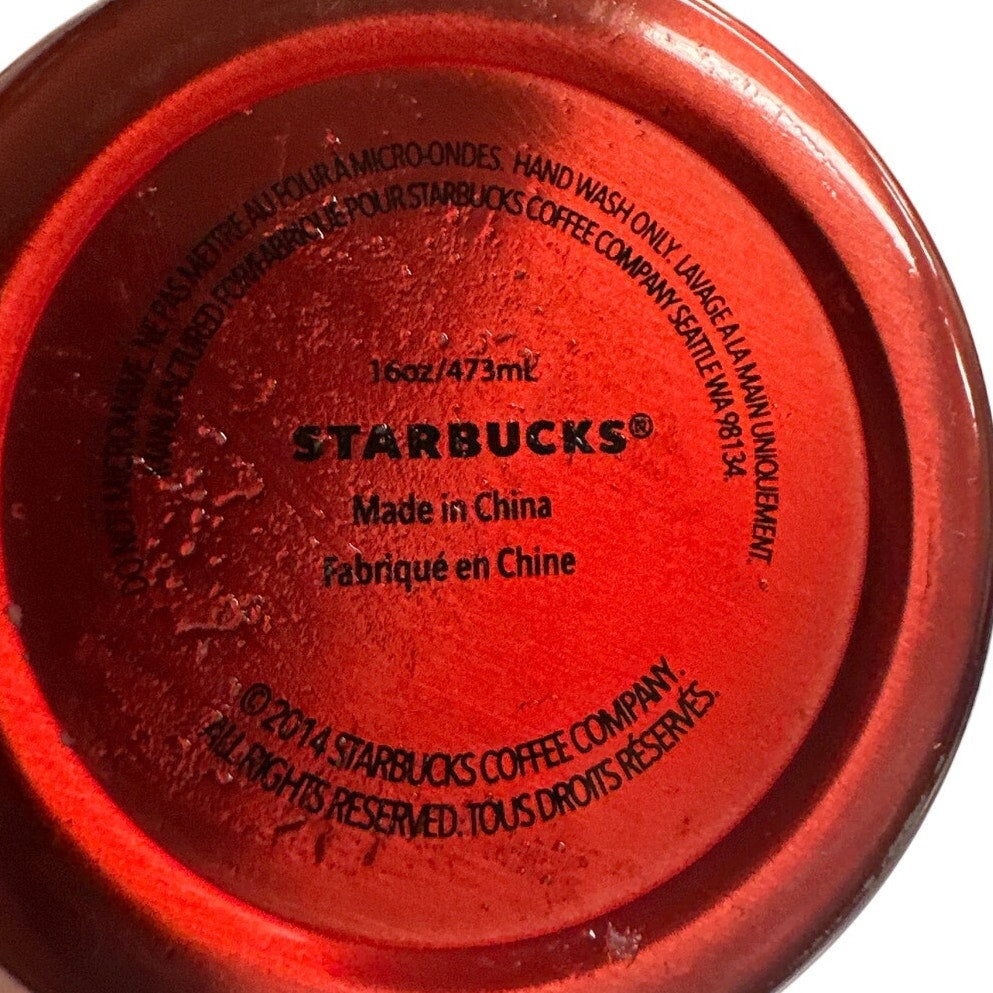 DO NOT MICROWAVE. NE PAS METTRE AU FOUR À MICRO-ONDES. HAND WASH ONLY. LAVAGE A LA MAIN UNIQUEMENT.
MANUFACTURED FOR/FABRIQUÉ POUR STARBUCKS COFFEE COMPANY SEATTLE WA 98134.
16oz/473mL
STARBUCKS®
Made in China
Fabriqué en Chine
© 2014 STARBUCKS COFFEE COMPANY.
ALL RIGHTS RESERVED. TOUS DROITS RÉSERVÉS.